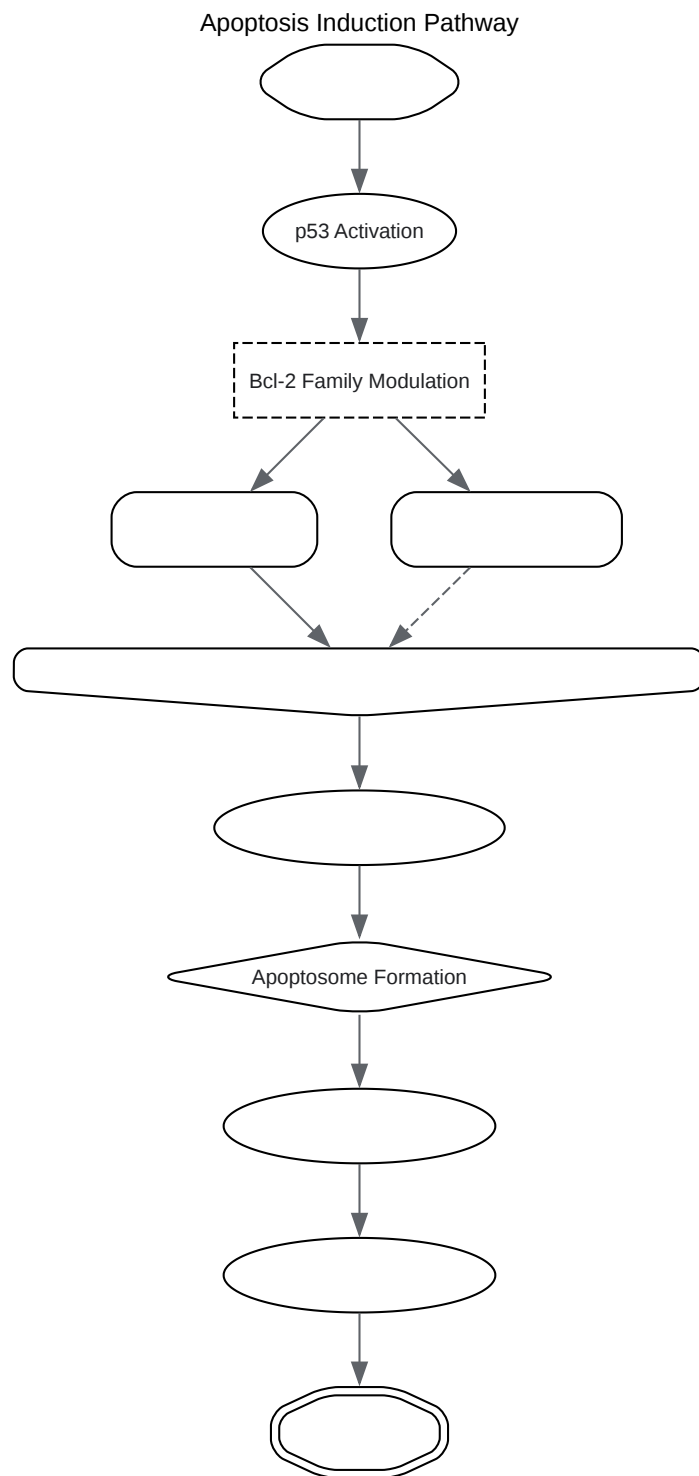 Apoptosis Induction Pathway
p53 Activation
Bcl-2 Family Modulation
Apoptosome Formation